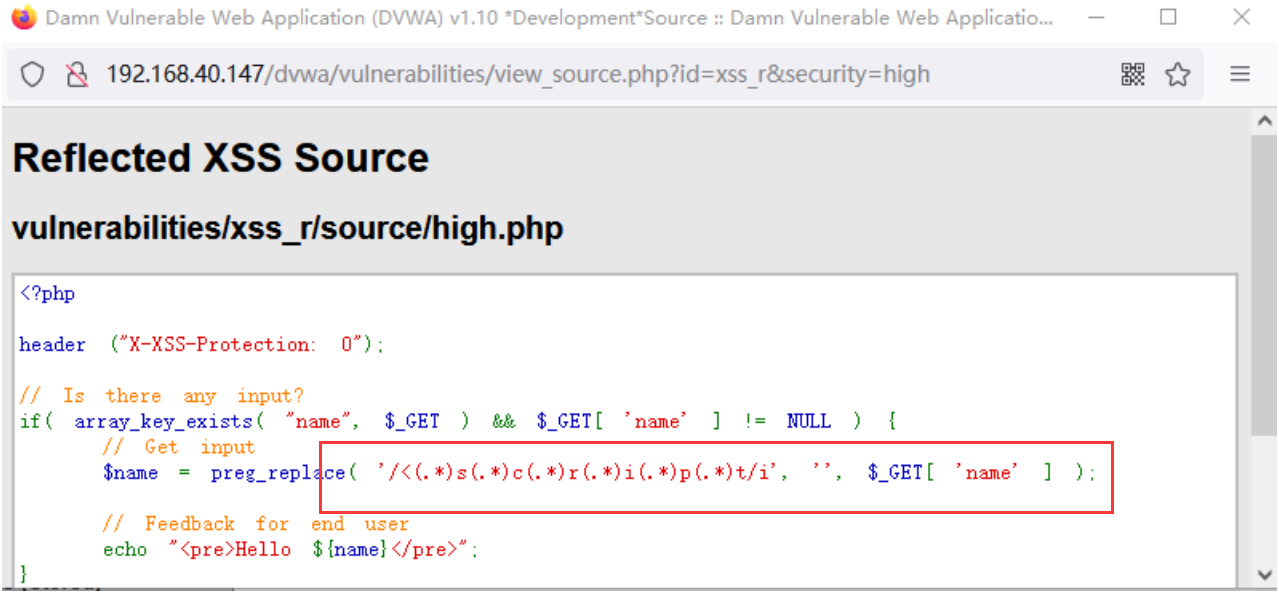 Damn Vulnerable Web Application (DVWA) v1.10 *Development*Source :: Damn Vulnerable Web Applicatio...
192.168.40.147/dvwa/vulnerabilities/view_source.php?id=xss_r&security=high
Reflected XSS Source
vulnerabilities/xss_r/source/high.php
<?php
header ("X-XSS-Protection: 0");
// Is there any input?
if( array_key_exists( "name", $_GET ) && $_GET[ 'name' ] != NULL ) {
// Get input
$name = preg_replace( '/<(.*)s(.*)c(.*)r(.*)i(.*)p(.*)t/i', '', $_GET[ 'name' ] );
// Feedback for end user
echo "<pre>Hello ${name}</pre>";
}